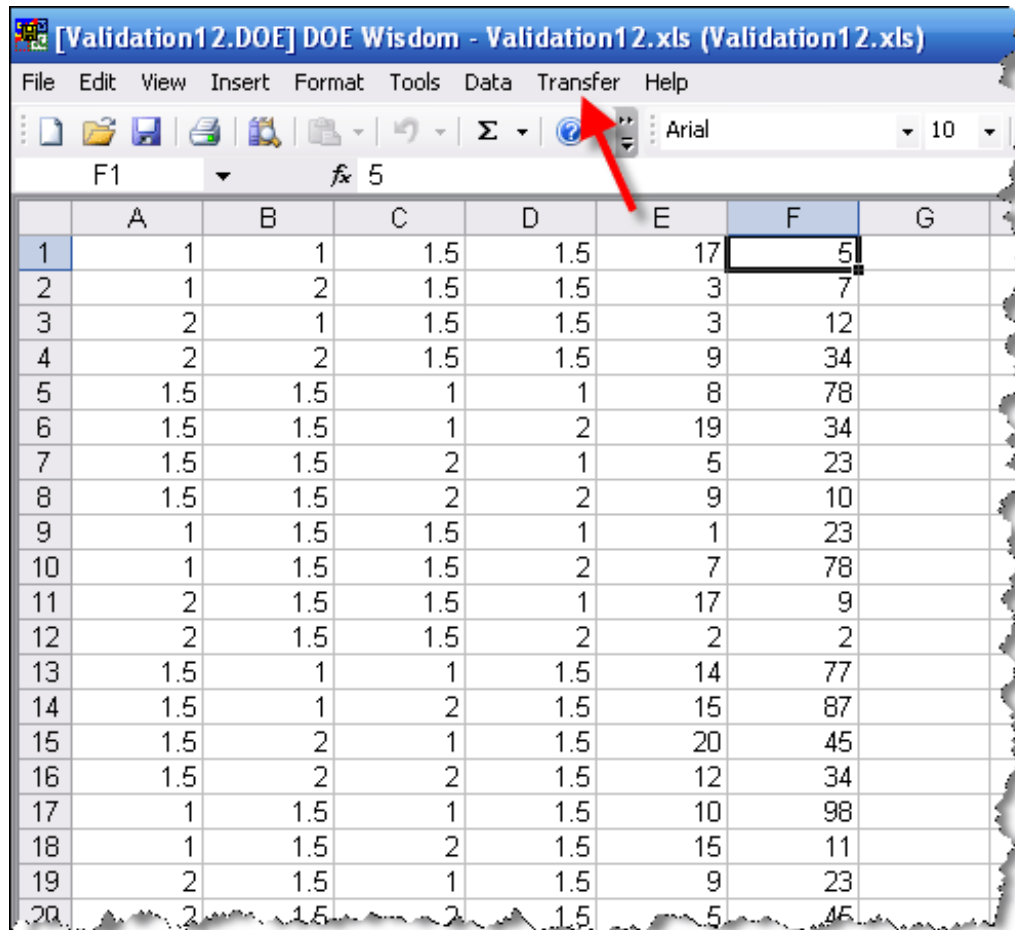 [Validation12.DOE] DOE Wisdom - Validation12.xls (Validation12.xls)
File Edit View Insert Format Tools Data Transfer Help
Σ Arial 10
F1 fx 5
A B C D E F G
1 1 1 1.5 1.5 17 5
2 1 2 1.5 1.5 3 7
3 2 1 1.5 1.5 3 12
4 2 2 1.5 1.5 9 34
5 1.5 1.5 1 1 8 78
6 1.5 1.5 1 2 19 34
7 1.5 1.5 2 1 5 23
8 1.5 1.5 2 2 9 10
9 1 1.5 1.5 1 1 23
10 1 1.5 1.5 2 7 78
11 2 1.5 1.5 1 17 9
12 2 1.5 1.5 2 2 2
13 1.5 1 1 1.5 14 77
14 1.5 1 2 1.5 15 87
15 1.5 2 1 1.5 20 45
16 1.5 2 2 1.5 12 34
17 1 1.5 1 1.5 10 98
18 1 1.5 2 1.5 15 11
19 2 1.5 1 1.5 9 23
20 2 1.5 2 1.5 5 45